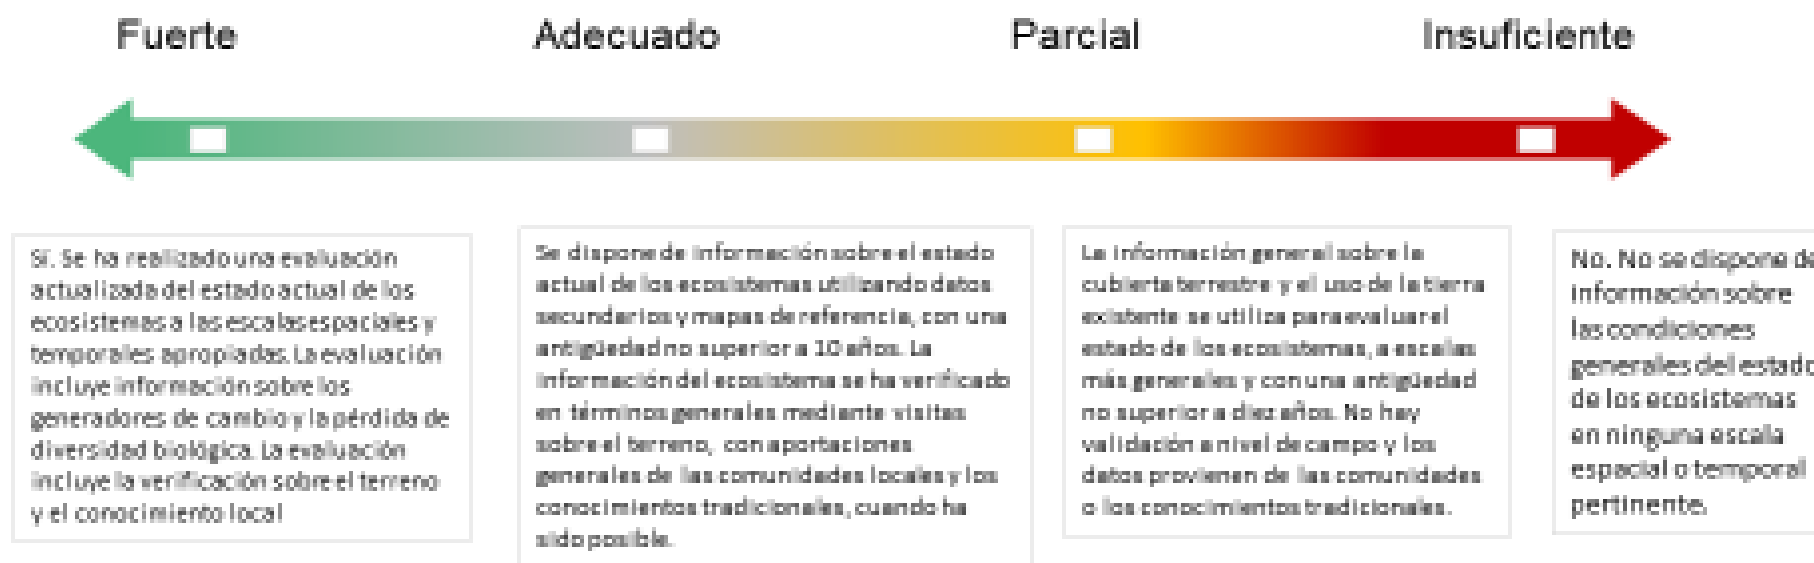 Fuerte
Adecuado
Parcial
Insuficiente
Sí. Se ha realizado una evaluación
actualizada del estado actual de los
ecosistemas a las escalas espaciales y
temporales apropiadas. La evaluación
incluye información sobre los
generadores de cambio y la pérdida de
diversidad biológica. La evaluación
incluye la verificación sobre el terreno
y el conocimiento local
Se dispone de información sobre el estado
actual de los ecosistemas utilizando datos
secundarios y mapas de referencia, con una
antigüedad no superior a 10 años. La
información del ecosistema se ha verificado
en términos generales mediante visitas
sobre el terreno, con aportaciones
generales de las comunidades locales y los
conocimientos tradicionales, cuando ha
sido posible.
La información general sobre la
cubierta terrestre y el uso de la tierra
existente se utiliza para evaluar el
estado de los ecosistemas, a escalas
más generales y con una antigüedad
no superior a diez años. No hay
validación a nivel de campo y los
datos provienen de las comunidades
o los conocimientos tradicionales.
No. No se dispone de
información sobre
las condiciones
generales del estado
de los ecosistemas
en ninguna escala
espacial o temporal
pertinente.